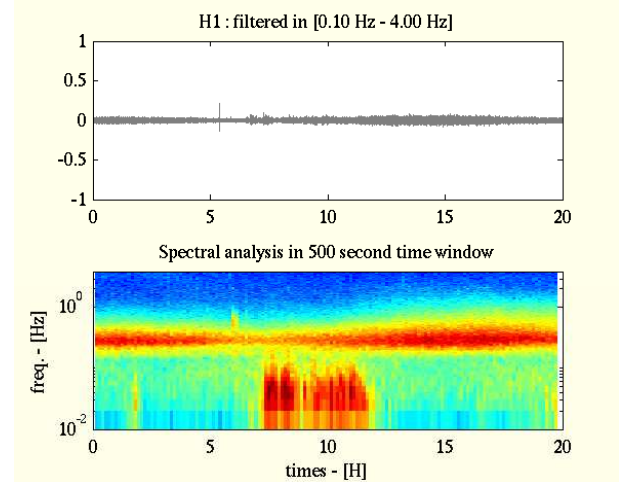 H1 : filtered in [0.10 Hz - 4.00 Hz]
1
0.5
0
-0.5
-1
0 5 10 15 20
Spectral analysis in 500 second time window
freq. - [Hz]
10^0
10^-2
0 5 10 15 20
times - [H]